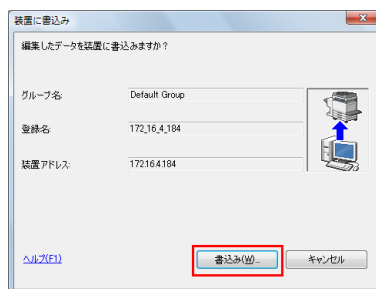 装置に書込み
編集したデータを装置に書込みますか？
グループ名: Default Group
登録名: 172_16_4_184
装置アドレス: 172.16.4.184
ヘルプ(F1) 書込み(W)... キャンセル